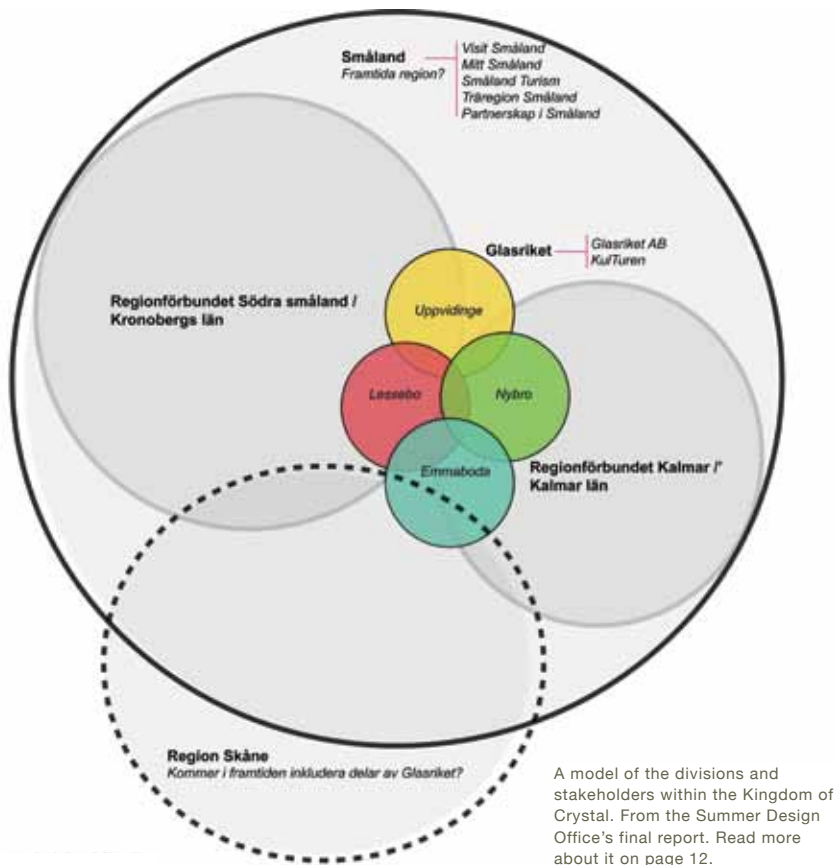 Småland
Framtida region?
Visit Småland
Mitt Småland
Småland Turism
Träregion Småland
Partnerskap i Småland
Glasriket
Glasriket AB
KulTuren
Regionförbundet Södra småland /
Kronobergs län
Uppvidinge
Lessebo
Nybro
Emmaboda
Regionförbundet Kalmar /'
Kalmar län
Region Skåne
Kommer i framtiden inkludera delar av Glasriket?
A model of the divisions and
stakeholders within the Kingdom of
Crystal. From the Summer Design
Office's final report. Read more
about it on page 12.